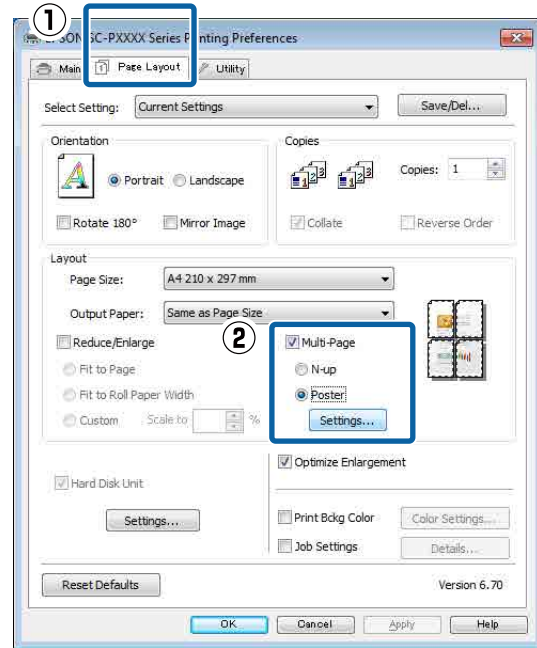 ①
EPSON SC-PXXXX Series Printing Preferences
Main Page Layout Utility
Select Setting: Current Settings Save/Del...
Orientation Copies
Portrait Landscape Copies: 1
Rotate 180° Mirror Image Collate Reverse Order
Layout
Page Size: A4 210 x 297 mm
Output Paper: Same as Page Size
②
Reduce/Enlarge Multi-Page
Fit to Page N-up
Fit to Roll Paper Width Poster
Custom Scale to % Settings...
Optimize Enlargement
Hard Disk Unit
Settings... Print Bckg Color Color Settings...
Job Settings Details...
Reset Defaults Version 6.70
OK Cancel Apply Help